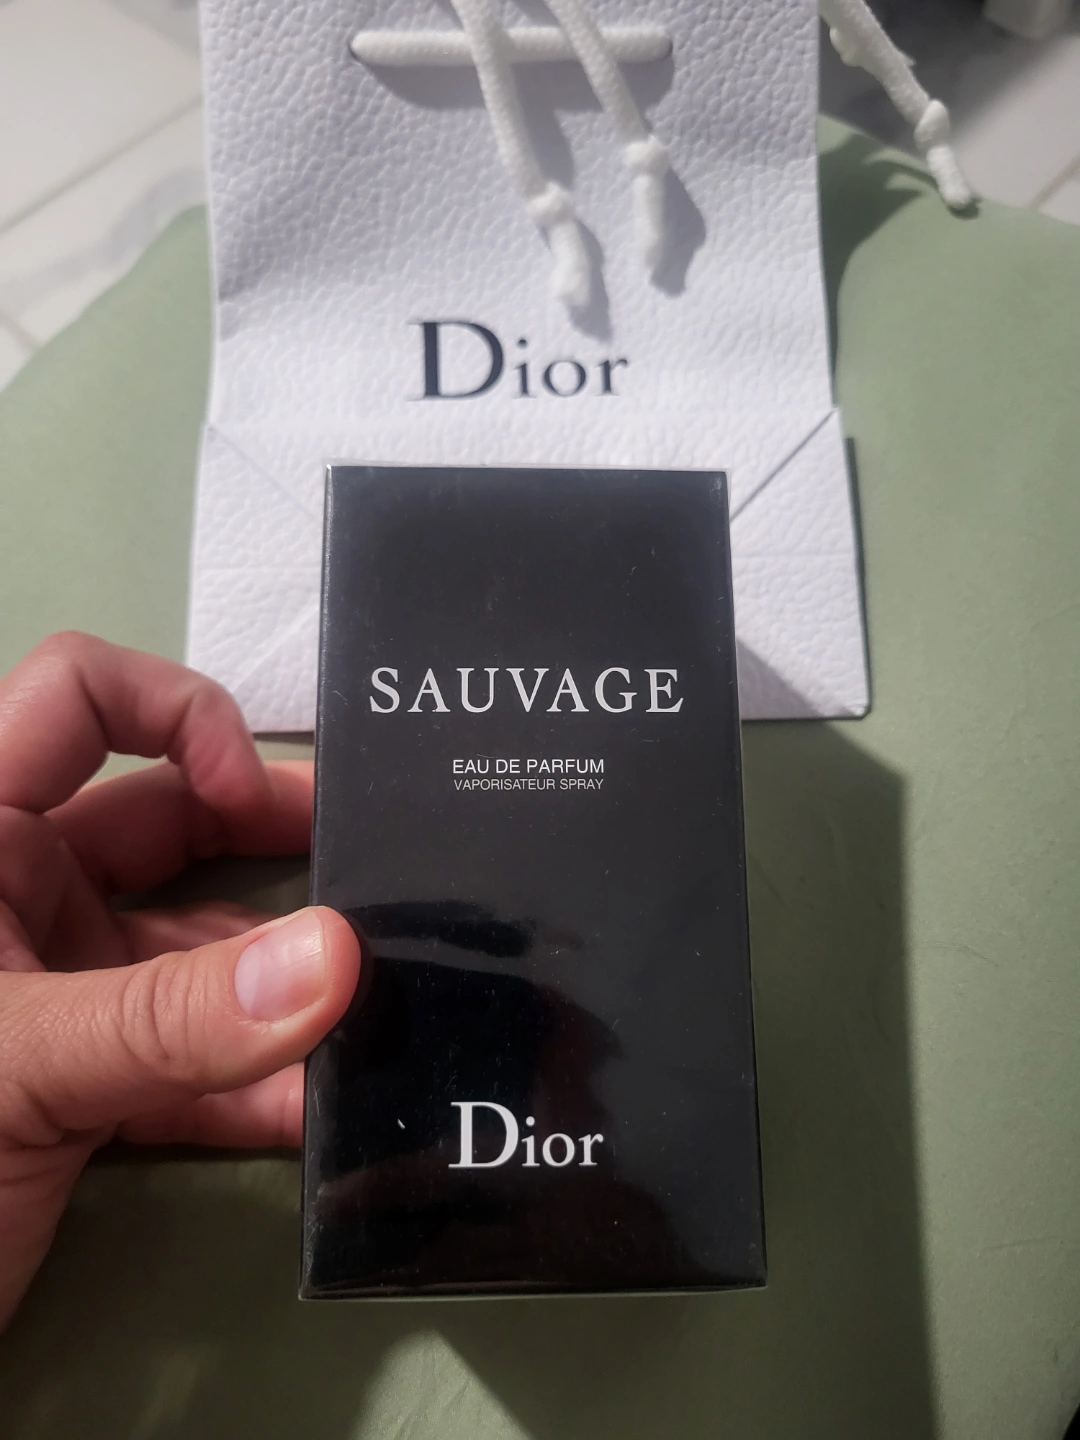 Dior
SAUVAGE
EAU DE PARFUM
VAPORISATEUR SPRAY
Dior